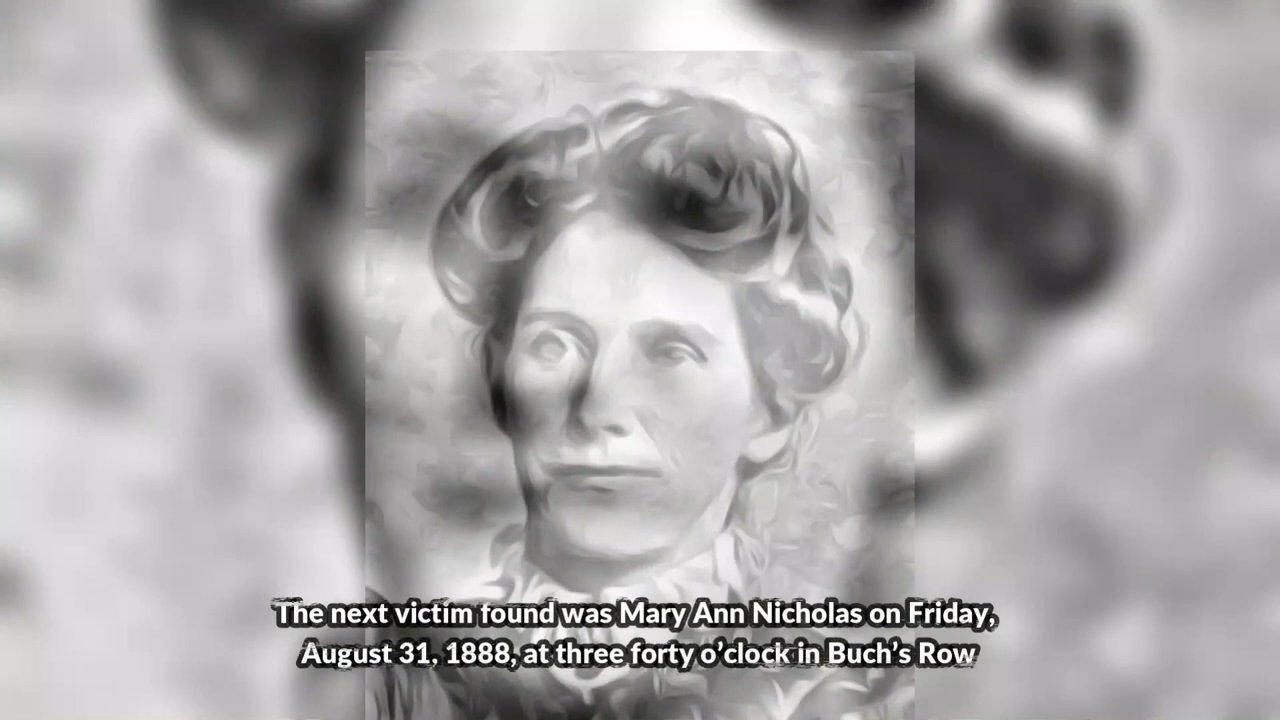 The next victim found was Mary Ann Nicholas on Friday,
August 31, 1888, at three forty o’clock in Buch’s Row